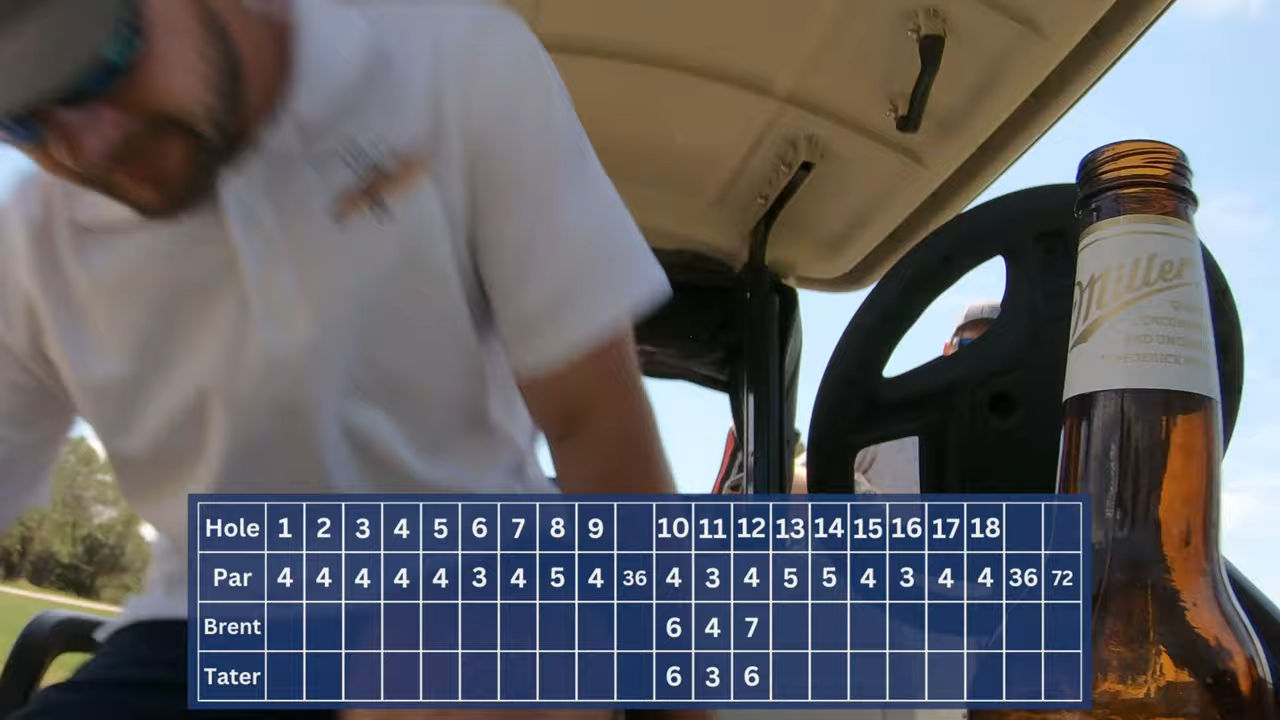 Miller
Hole 1 2 3 4 5 6 7 8 9 10 11 12 13 14 15 16 17 18
Par 4 4 4 4 4 3 4 5 4 36 4 3 4 5 5 4 3 4 4 36 72
Brent 6 4 7
Tater 6 3 6